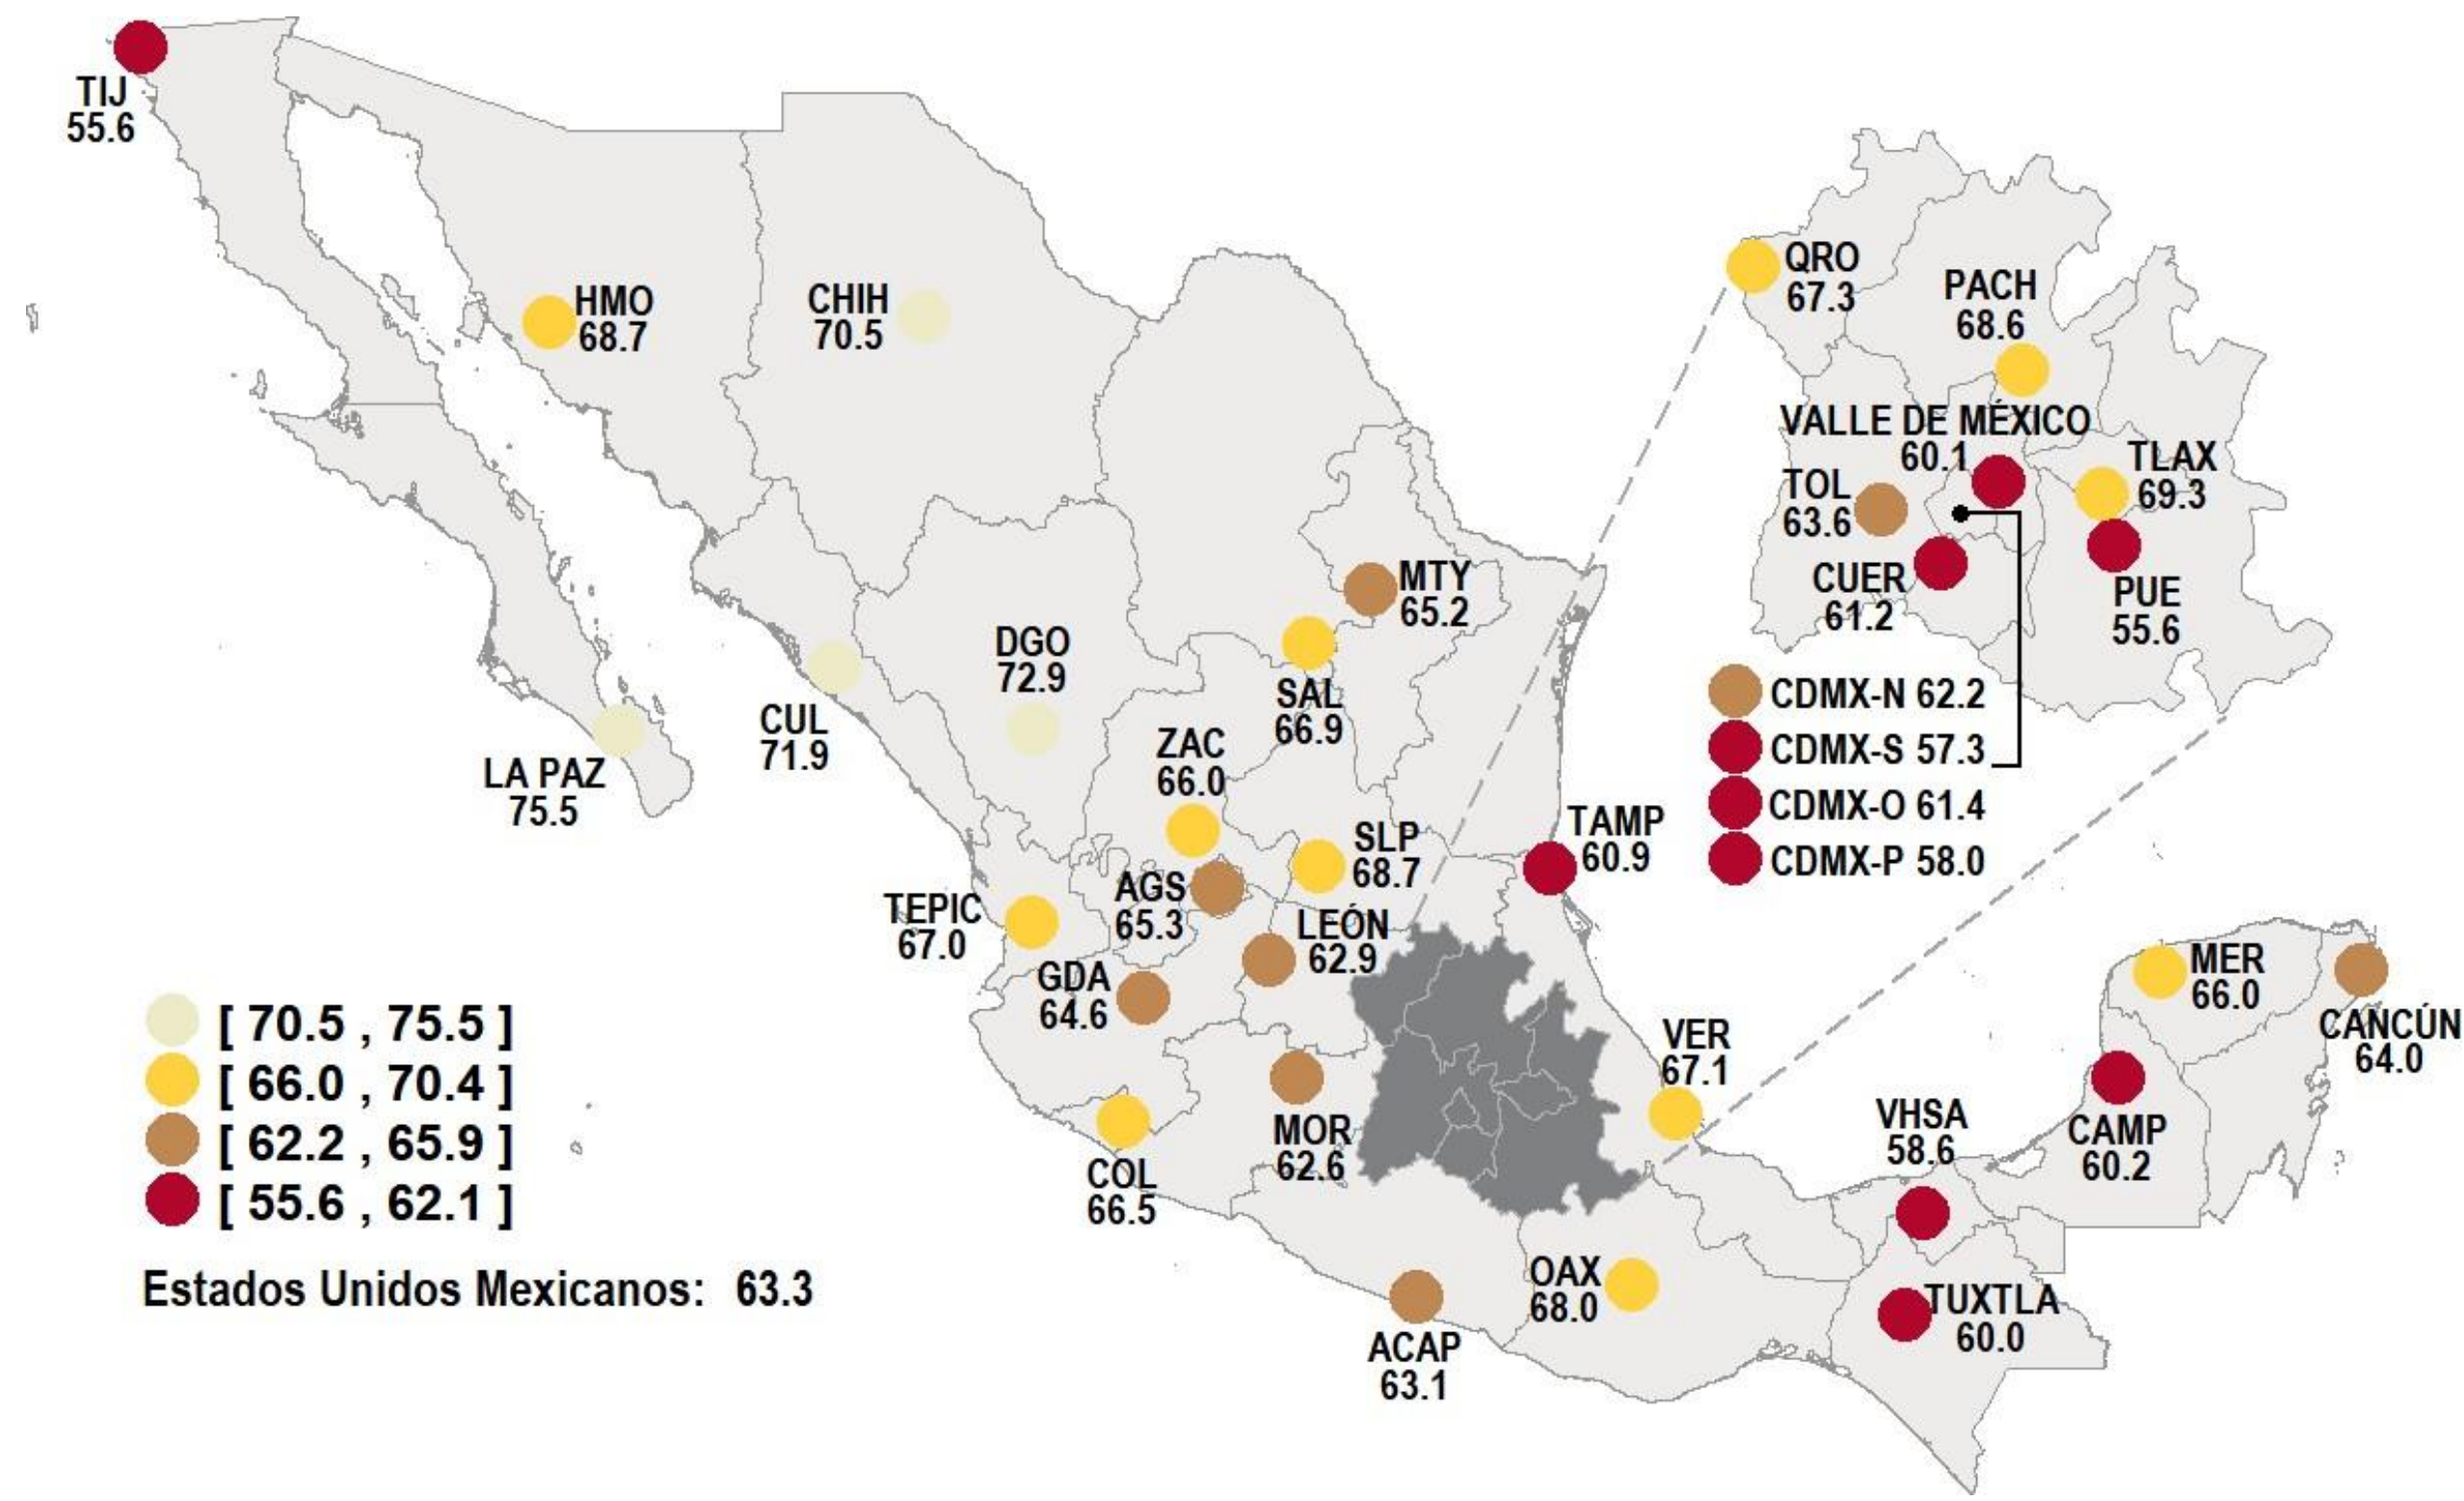 TIJ
55.6
HMO
68.7
CHIH
70.5
QRO
67.3
PACH
68.6
VALLE DE MÉXICO
60.1
TLAX
69.3
TOL
63.6
CUER
61.2
PUE
55.6
CDMX-N 62.2
CDMX-S 57.3
CDMX-O 61.4
CDMX-P 58.0
MTY
65.2
SAL
66.9
DGO
72.9
CUL
71.9
LA PAZ
75.5
ZAC
66.0
SLP
68.7
TAMP
60.9
AGS
65.3
TEPIC
67.0
LEÓN
62.9
GDA
64.6
MER
66.0
CANCÚN
64.0
VER
67.1
VHSA
58.6
CAMP
60.2
MOR
62.6
COL
66.5
OAX
68.0
TUXTLA
60.0
ACAP
63.1
[ 70.5 , 75.5 ]
[ 66.0 , 70.4 ]
[ 62.2 , 65.9 ]
[ 55.6 , 62.1 ]
Estados Unidos Mexicanos: 63.3